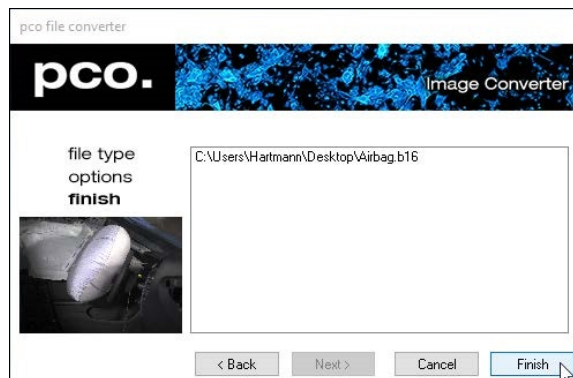 pco file converter
pco.
Image Converter
file type
options
finish
C:\Users\Hartmann\Desktop\Airbag.b16
< Back
Next >
Cancel
Finish